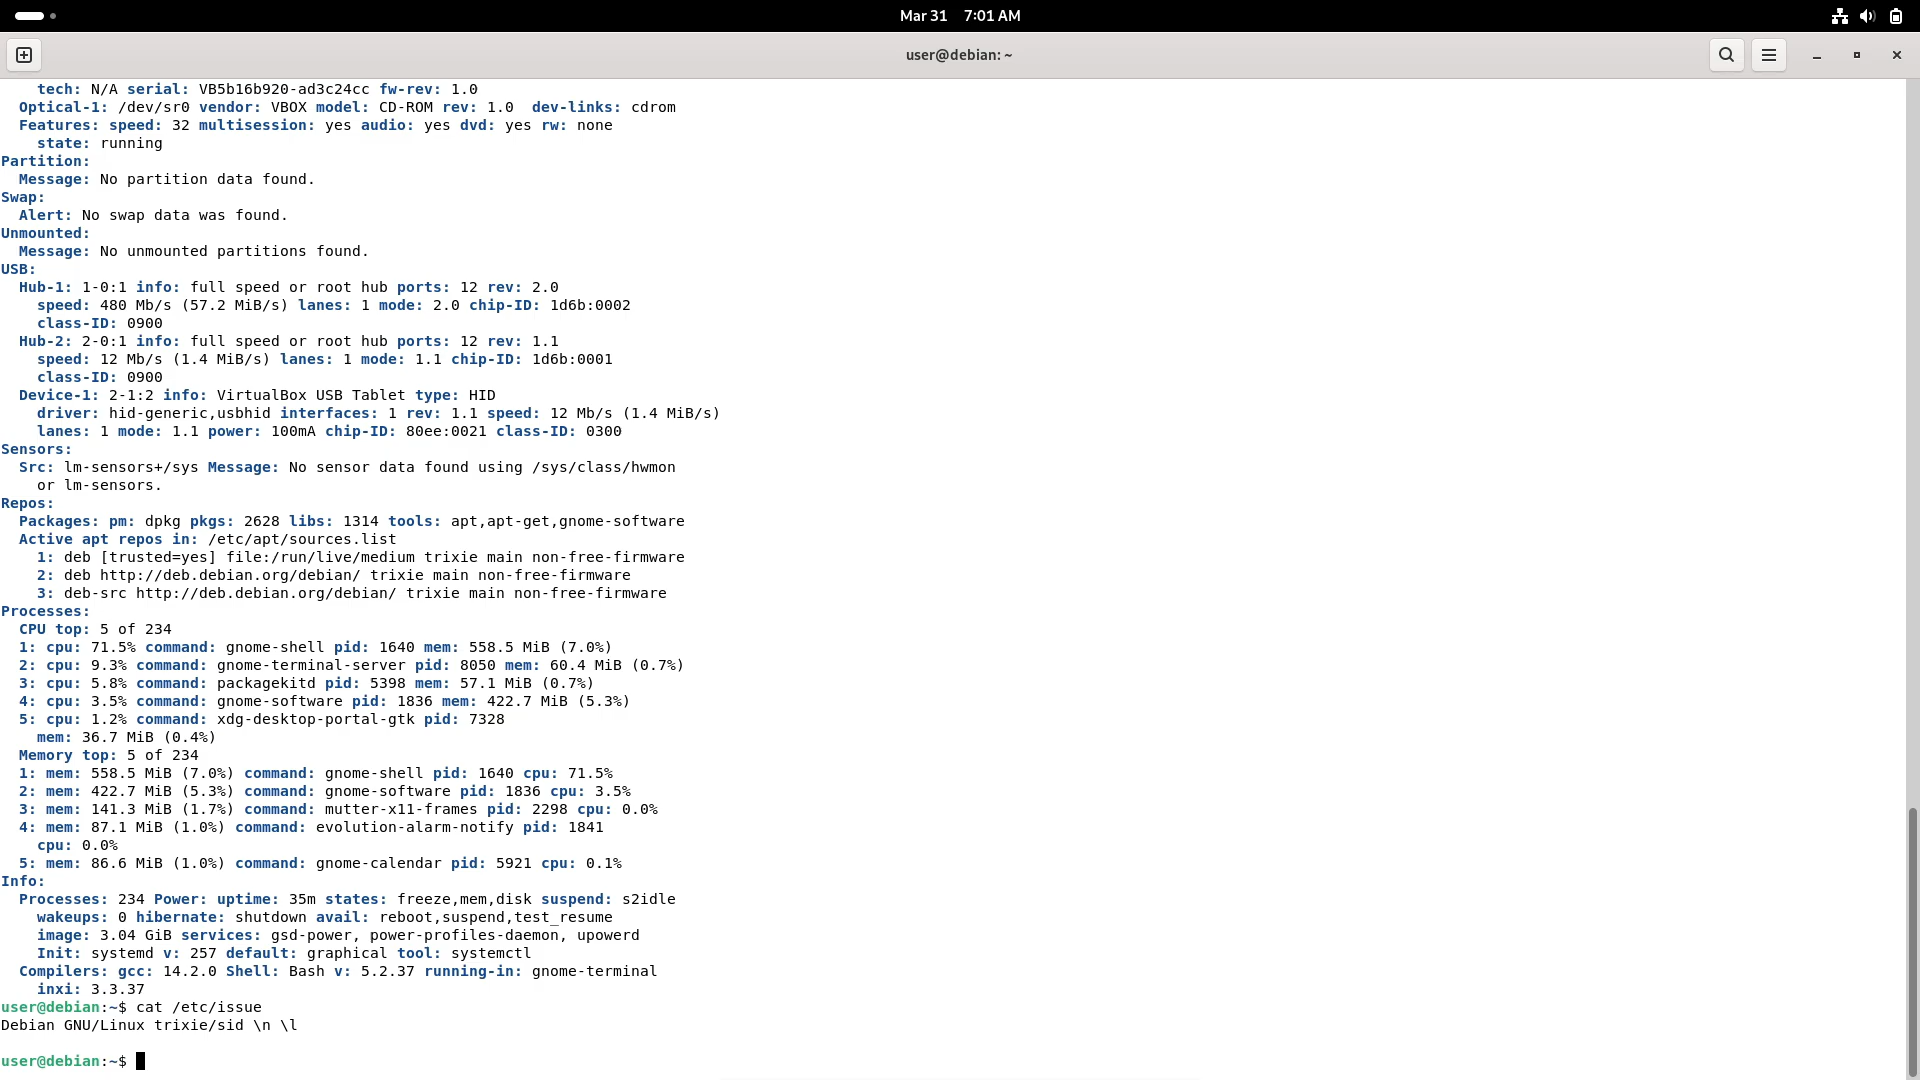 Mar 31 7:01 AM
user@debian: ~
tech: N/A serial: VB5b16b920-ad3c24cc fw-rev: 1.0
Optical-1: /dev/sr0 vendor: VBOX model: CD-ROM rev: 1.0 dev-links: cdrom
Features: speed: 32 multisession: yes audio: yes dvd: yes rw: none
state: running
Partition:
Message: No partition data found.
Swap:
Alert: No swap data was found.
Unmounted:
Message: No unmounted partitions found.
USB:
Hub-1: 1-0:1 info: full speed or root hub ports: 12 rev: 2.0
speed: 480 Mb/s (57.2 MiB/s) lanes: 1 mode: 2.0 chip-ID: 1d6b:0002
class-ID: 0900
Hub-2: 2-0:1 info: full speed or root hub ports: 12 rev: 1.1
speed: 12 Mb/s (1.4 MiB/s) lanes: 1 mode: 1.1 chip-ID: 1d6b:0001
class-ID: 0900
Device-1: 2-1:2 info: VirtualBox USB Tablet type: HID
driver: hid-generic,usbhid interfaces: 1 rev: 1.1 speed: 12 Mb/s (1.4 MiB/s)
lanes: 1 mode: 1.1 power: 100mA chip-ID: 80ee:0021 class-ID: 0300
Sensors:
Src: lm-sensors+/sys Message: No sensor data found using /sys/class/hwmon
or lm-sensors.
Repos:
Packages: pm: dpkg pkgs: 2628 libs: 1314 tools: apt,apt-get,gnome-software
Active apt repos in: /etc/apt/sources.list
1: deb [trusted=yes] file:/run/live/medium trixie main non-free-firmware
2: deb http://deb.debian.org/debian/ trixie main non-free-firmware
3: deb-src http://deb.debian.org/debian/ trixie main non-free-firmware
Processes:
CPU top: 5 of 234
1: cpu: 71.5% command: gnome-shell pid: 1640 mem: 558.5 MiB (7.0%)
2: cpu: 9.3% command: gnome-terminal-server pid: 8050 mem: 60.4 MiB (0.7%)
3: cpu: 5.8% command: packagekitd pid: 5398 mem: 57.1 MiB (0.7%)
4: cpu: 3.5% command: gnome-software pid: 1836 mem: 422.7 MiB (5.3%)
5: cpu: 1.2% command: xdg-desktop-portal-gtk pid: 7328
mem: 36.7 MiB (0.4%)
Memory top: 5 of 234
1: mem: 558.5 MiB (7.0%) command: gnome-shell pid: 1640 cpu: 71.5%
2: mem: 422.7 MiB (5.3%) command: gnome-software pid: 1836 cpu: 3.5%
3: mem: 141.3 MiB (1.7%) command: mutter-x11-frames pid: 2298 cpu: 0.0%
4: mem: 87.1 MiB (1.0%) command: evolution-alarm-notify pid: 1841
cpu: 0.0%
5: mem: 86.6 MiB (1.0%) command: gnome-calendar pid: 5921 cpu: 0.1%
Info:
Processes: 234 Power: uptime: 35m states: freeze,mem,disk suspend: s2idle
wakeups: 0 hibernate: shutdown avail: reboot,suspend,test_resume
image: 3.04 GiB services: gsd-power, power-profiles-daemon, upowerd
Init: systemd v: 257 default: graphical tool: systemctl
Compilers: gcc: 14.2.0 Shell: Bash v: 5.2.37 running-in: gnome-terminal
inxi: 3.3.37
user@debian:~$ cat /etc/issue
Debian GNU/Linux trixie/sid \n \l
user@debian:~$